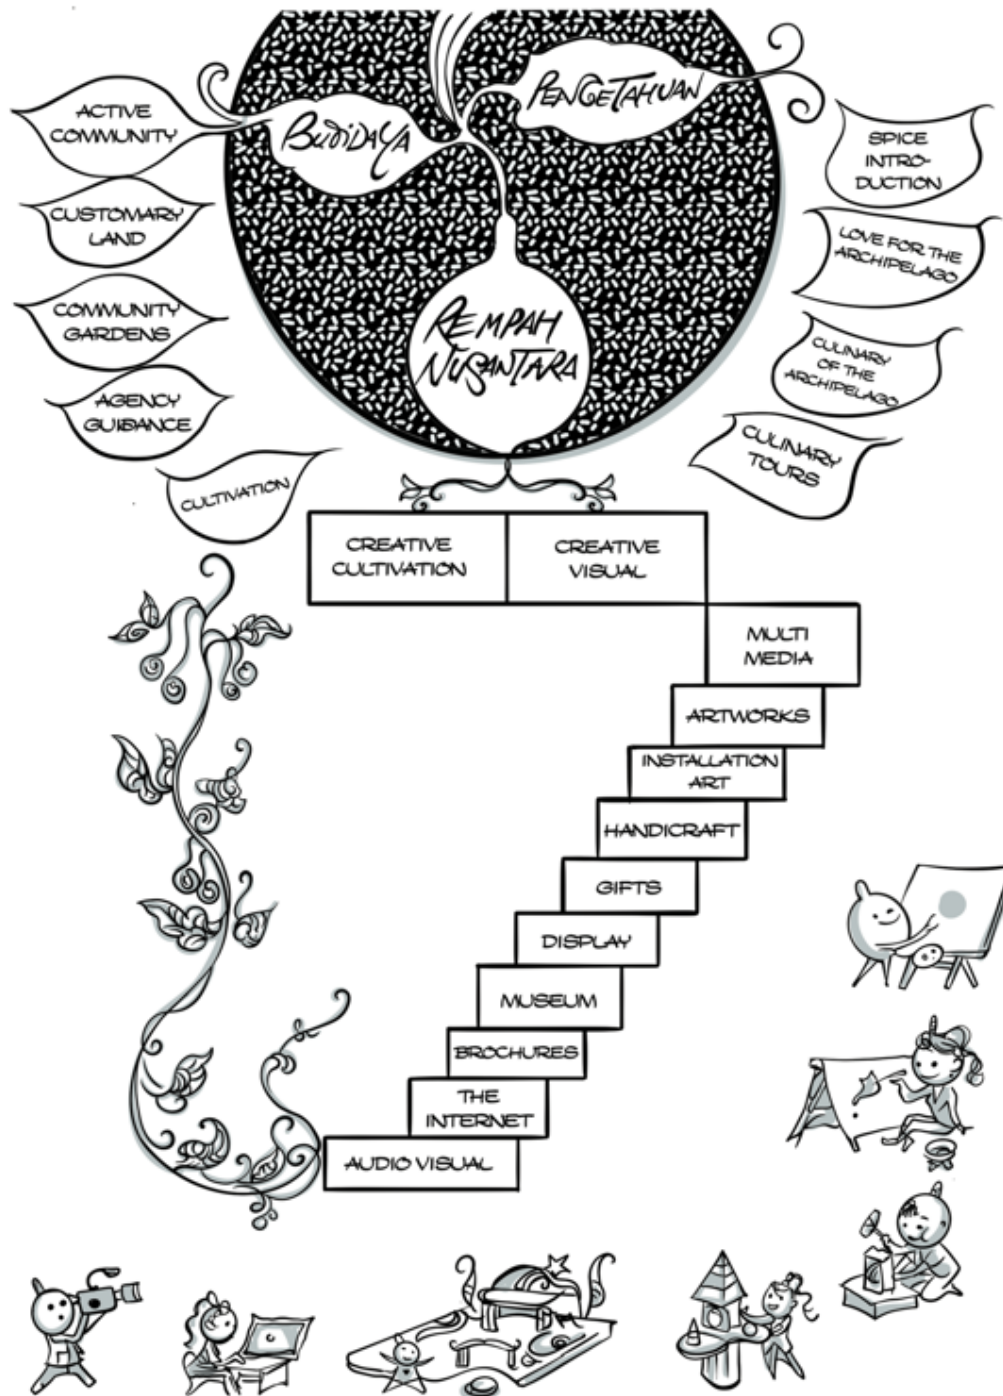 BUDIDAYA
PENGETAHUAN
REMPAH
NUSANTARA
ACTIVE
COMMUNITY
CUSTOMARY
LAND
COMMUNITY
GARDENS
AGENCY
GUIDANCE
CULTIVATION
SPICE
INTRO-
DUCTION
LOVE FOR THE
ARCHIPELAGO
CULINARY
OF THE
ARCHIPELAGO
CULINARY
TOURS
CREATIVE
CULTIVATION
CREATIVE
VISUAL
MULTI
MEDIA
ARTWORKS
INSTALLATION
ART
HANDICRAFT
GIFTS
DISPLAY
MUSEUM
BROCHURES
THE
INTERNET
AUDIO VISUAL